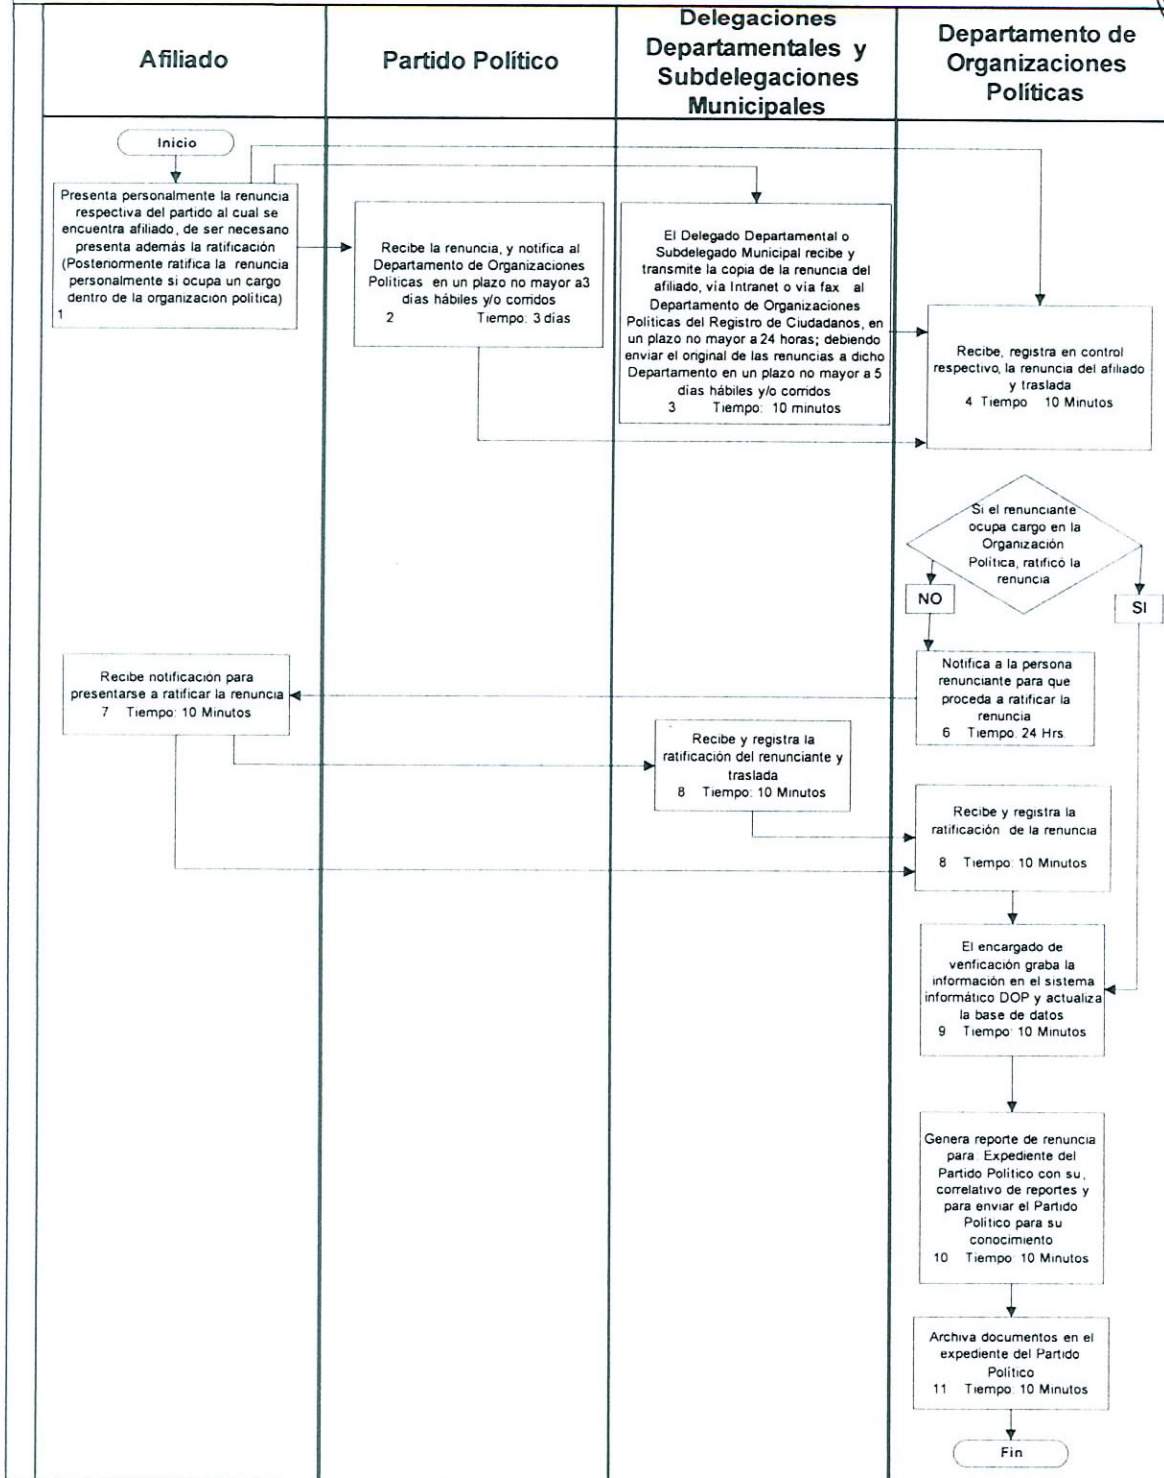 Afiliado
Partido Político
Delegaciones
Departamentales y
Subdelegaciones
Municipales
Departamento de
Organizaciones
Políticas
Inicio
Presenta personalmente la renuncia
respectiva del partido al cual se
encuentra afiliado, de ser necesano
presenta además la ratificación
(Postenormente ratifica la renuncia
personalmente si ocupa un cargo
dentro de la organizacion política)
1
Recibe la renuncia, y notifica al
Departamento de Organizaciones
Políticas en un plazo no mayor a3
días hábiles y/o corridos
2 Tiempo: 3 días
El Delegado Departamental o
Subdelegado Municipal recibe y
transmite la copia de la renuncia del
afiliado, vía Intranet o vía fax al
Departamento de Organizaciones
Políticas del Registro de Ciudadanos, en
un plazo no mayor a 24 horas; debiendo
enviar el original de las renuncias a dicho
Departamento en un plazo no mayor a 5
días hábiles y/o corridos
3 Tiempo: 10 minutos
Recibe, registra en control
respectivo, la renuncia del afiliado
y traslada
4 Tiempo 10 Minutos
Si el renunciante
ocupa cargo en la
Organización
Política, ratificó la
renuncia
NO
SI
Notifica a la persona
renunciante para que
proceda a ratificar la
renuncia
6 Tiempo: 24 Hrs.
Recibe notificación para
presentarse a ratificar la renuncia
7 Tiempo: 10 Minutos
Recibe y registra la
ratificación del renunciante y
traslada
8 Tiempo: 10 Minutos
Recibe y registra la
ratificación de la renuncia
8 Tiempo: 10 Minutos
El encargado de
venficación graba la
información en el sistema
informático DOP y actualiza
la base de datos
9 Tiempo: 10 Minutos
Genera reporte de renuncia
para Expediente del
Partido Político con su,
correlativo de reportes y
para enviar el Partido
Político para su
conocimiento
10 Tiempo: 10 Minutos
Archiva documentos en el
expediente del Partido
Político
11 Tiempo: 10 Minutos
Fin